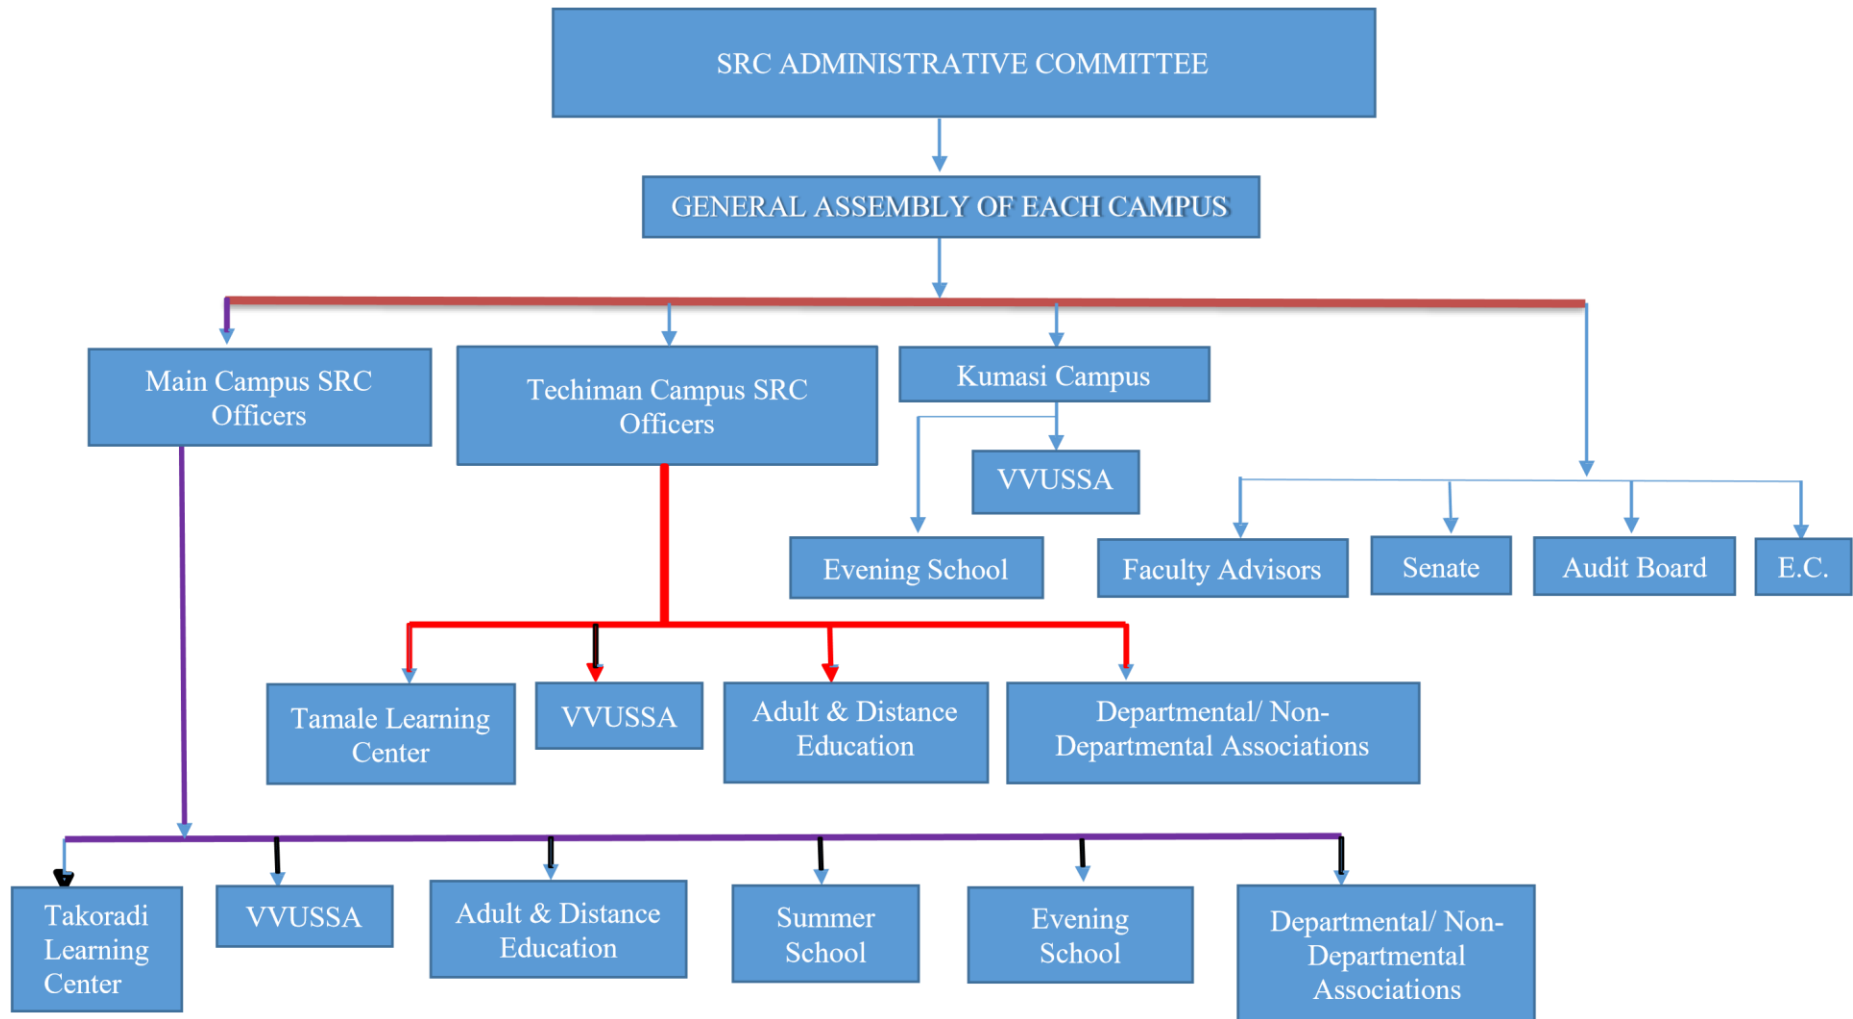 SRC ADMINISTRATIVE COMMITTEE
GENERAL ASSEMBLY OF EACH CAMPUS
Main Campus SRC
Officers
Techiman Campus SRC
Officers
Kumasi Campus
VVUSSA
Evening School
Faculty Advisors
Senate
Audit Board
E.C.
Tamale Learning
Center
VVUSSA
Adult & Distance
Education
Departmental/ Non-
Departmental Associations
Takoradi
Learning
Center
VVUSSA
Adult & Distance
Education
Summer
School
Evening
School
Departmental/ Non-
Departmental
Associations